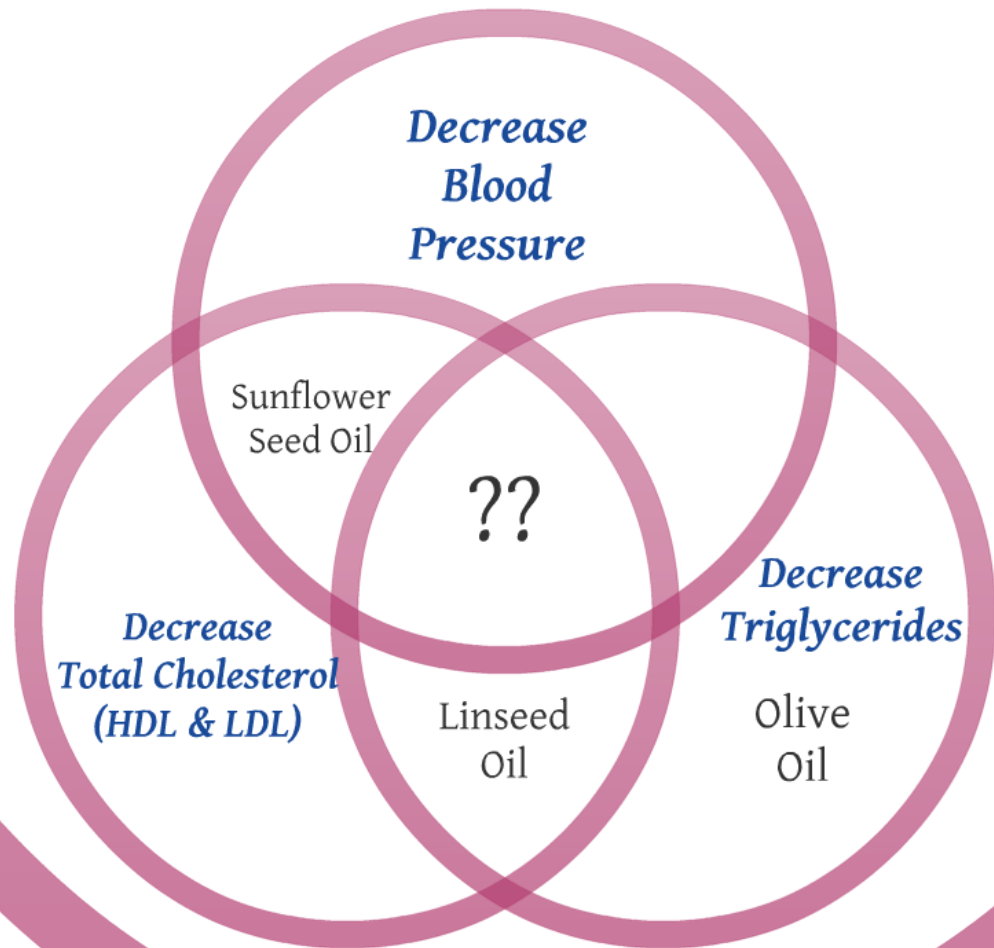 Decrease
Blood
Pressure
Sunflower
Seed Oil
??
Decrease
Triglycerides
Decrease
Total Cholesterol
(HDL & LDL)
Linseed
Oil
Olive
Oil